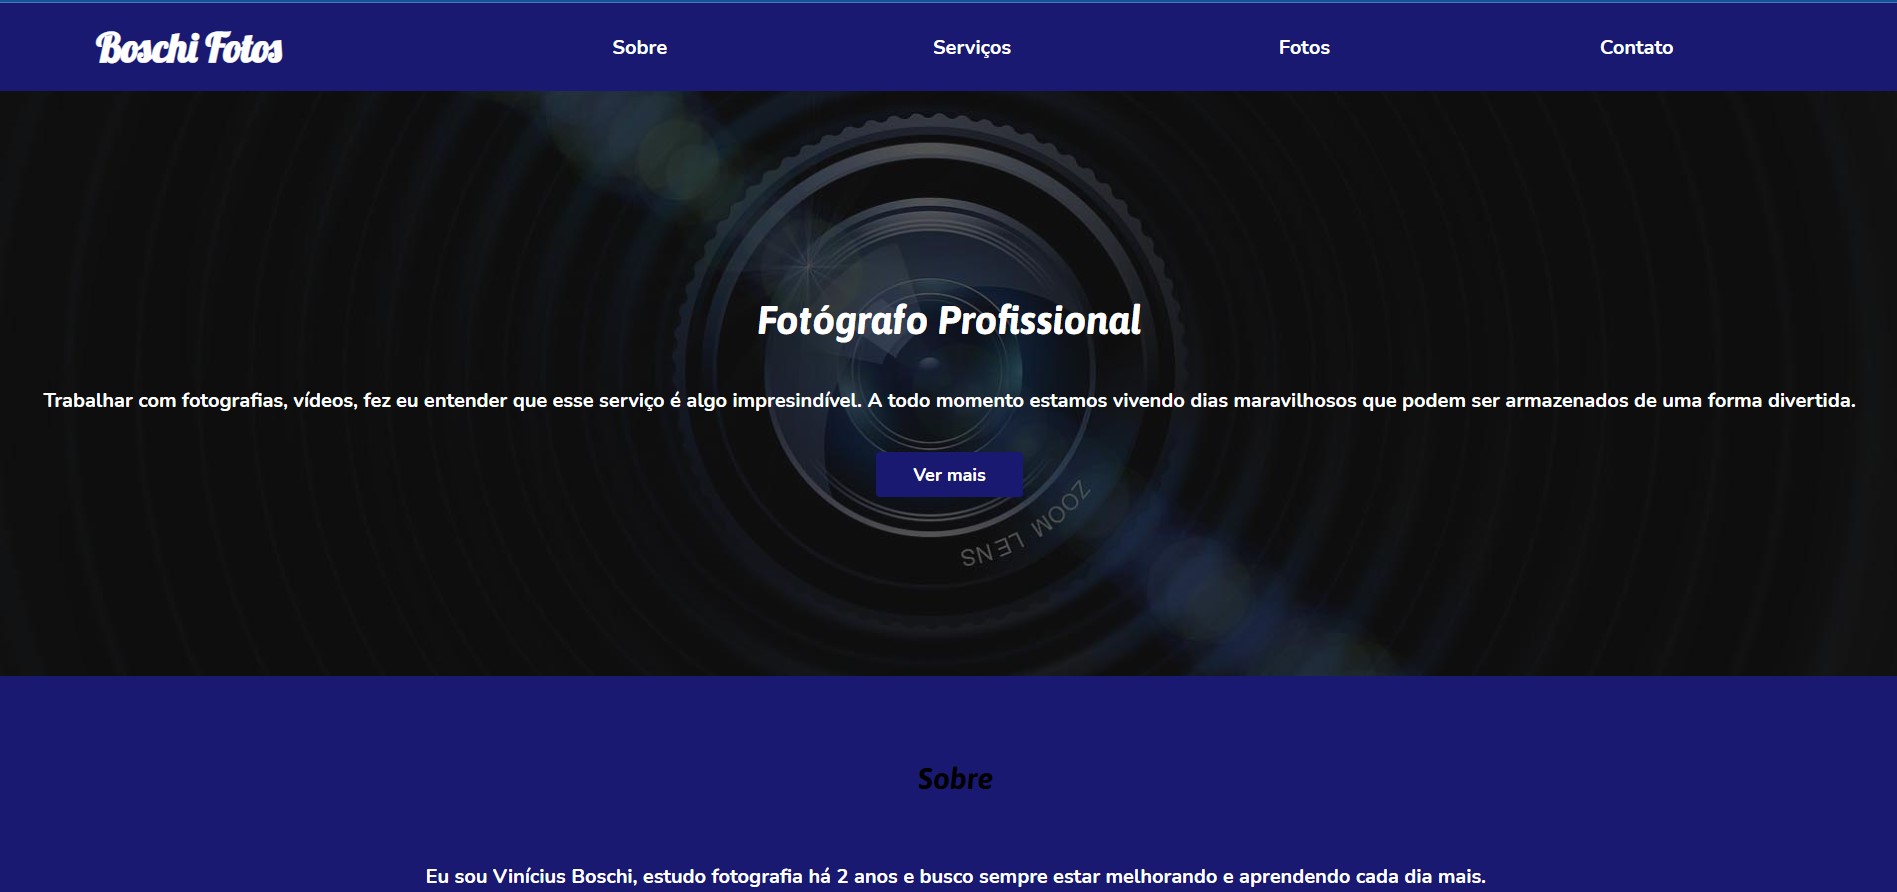 Boschi Fotos Sobre Serviços Fotos Contato
Fotógrafo Profissional
Trabalhar com fotografias, vídeos, fez eu entender que esse serviço é algo impresindível. A todo momento estamos vivendo dias maravilhosos que podem ser armazenados de uma forma divertida.
Ver mais
ZOOM LENS
Sobre
Eu sou Vinícius Boschi, estudo fotografia há 2 anos e busco sempre estar melhorando e aprendendo cada dia mais.